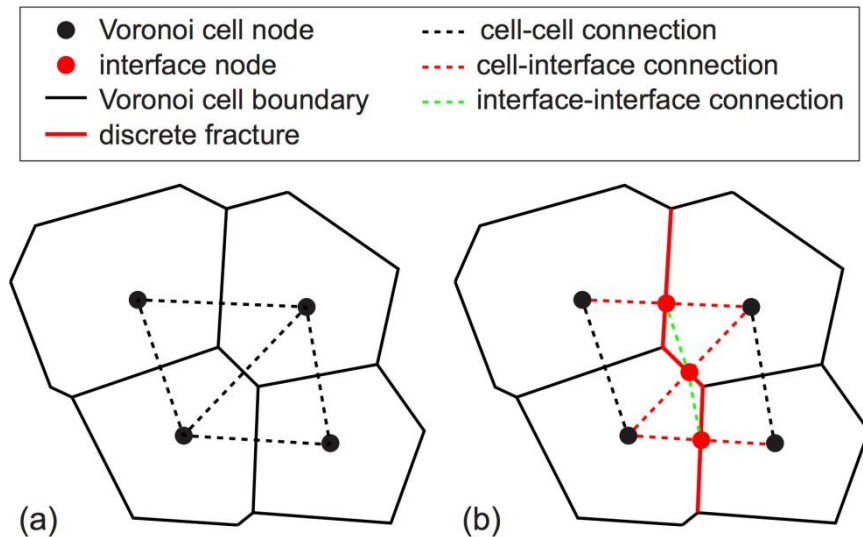 Voronoi cell node
interface node
Voronoi cell boundary
discrete fracture
cell-cell connection
cell-interface connection
interface-interface connection
(a)
(b)